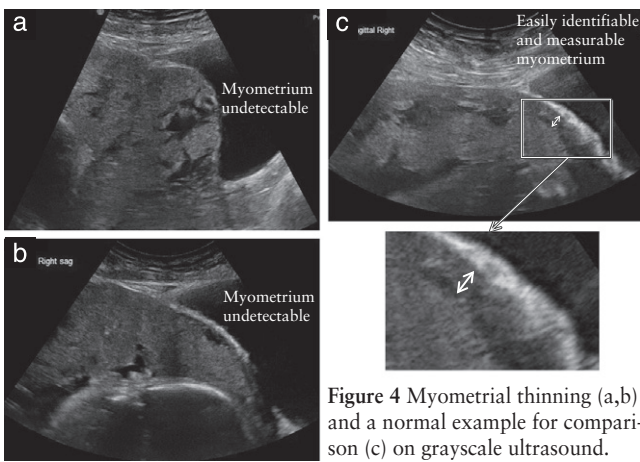 a
Myometrium
undetectable
b
Right sag
Myometrium
undetectable
c
gittal Right
Easily identifiable
and measurable
myometrium
Figure 4 Myometrial thinning (a,b)
and a normal example for compari-
son (c) on grayscale ultrasound.